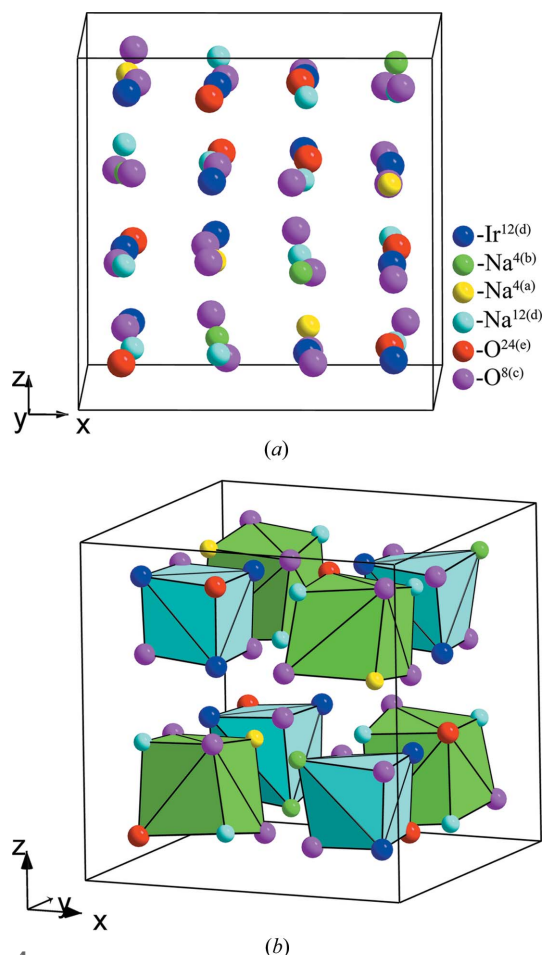 -Ir12(d)
-Na4(b)
-Na4(a)
-Na12(d)
-O24(e)
-O8(c)
z
y
x
(a)
z
y
x
(b)